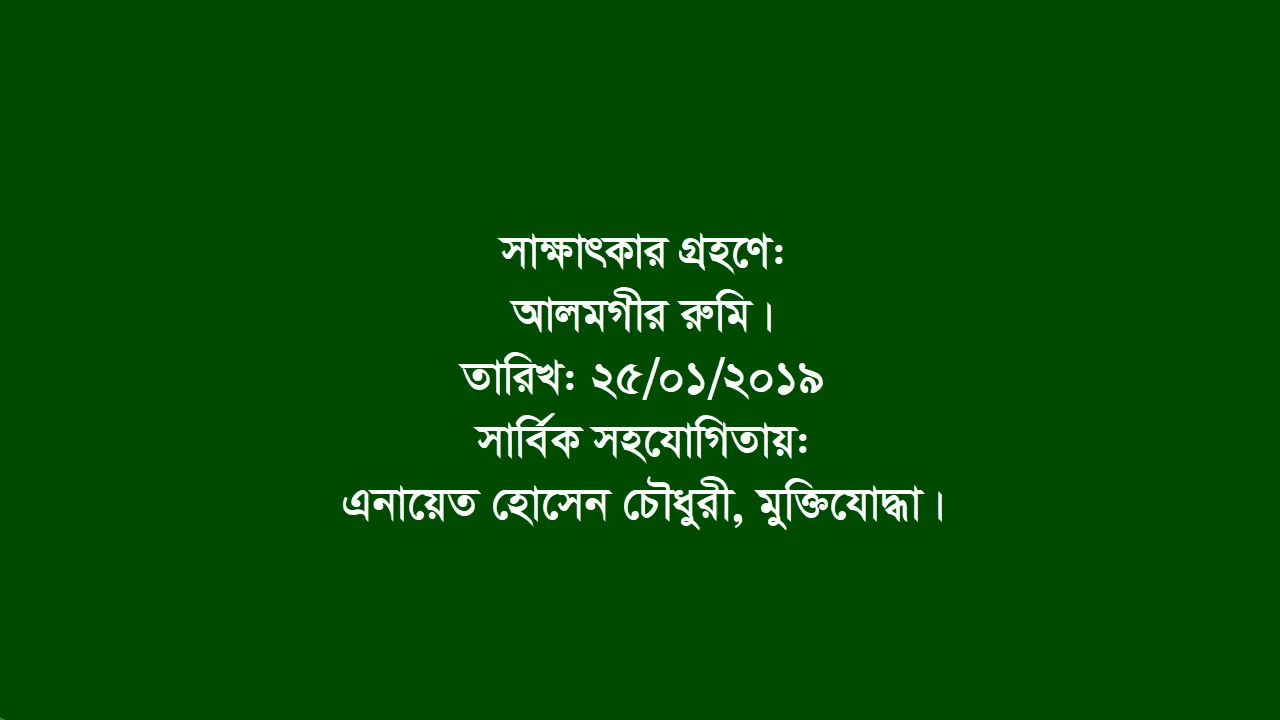 সাক্ষাৎকার গ্রহণে:
আলমগীর রুমি।
তারিখ: ২৫/০১/২০১৯
সার্বিক সহযোগিতায়:
এনায়েত হোসেন চৌধুরী, মুক্তিযোদ্ধা।